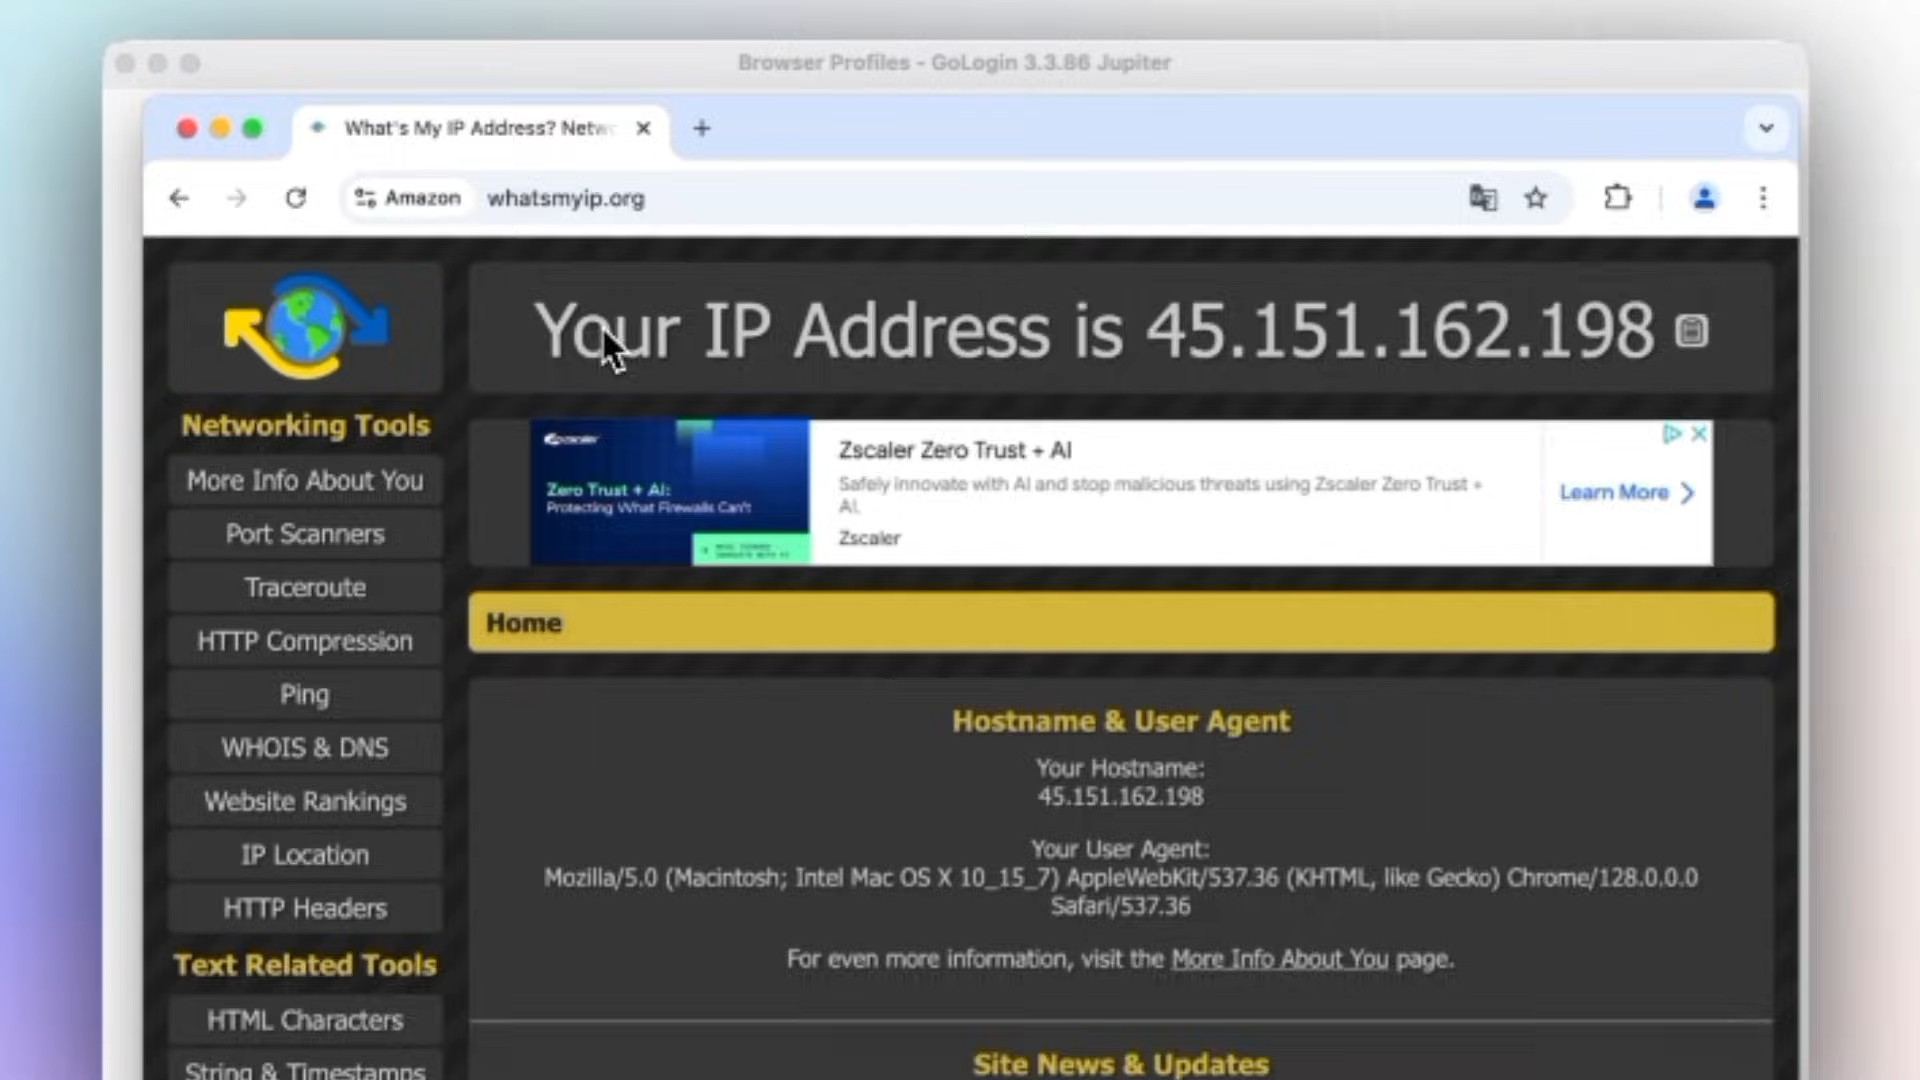 Browser Profiles - GoLogin 3.3.86 Jupiter
What's My IP Address? Netw
Amazon whatsmyip.org
Your IP Address is 45.151.162.198
Networking Tools
More Info About You
Port Scanners
Traceroute
HTTP Compression
Ping
WHOIS & DNS
Website Rankings
IP Location
HTTP Headers
Text Related Tools
HTML Characters
String & Timestamps
zscaler
Zero Trust + AI:
Protecting What Firewalls Can't
Zscaler Zero Trust + AI
Safely innovate with AI and stop malicious threats using Zscaler Zero Trust +
AI.
Zscaler
Learn More
Home
Hostname & User Agent
Your Hostname:
45.151.162.198
Your User Agent:
Mozilla/5.0 (Macintosh; Intel Mac OS X 10_15_7) AppleWebKit/537.36 (KHTML, like Gecko) Chrome/128.0.0.0
Safari/537.36
For even more information, visit the More Info About You page.
Site News & Updates